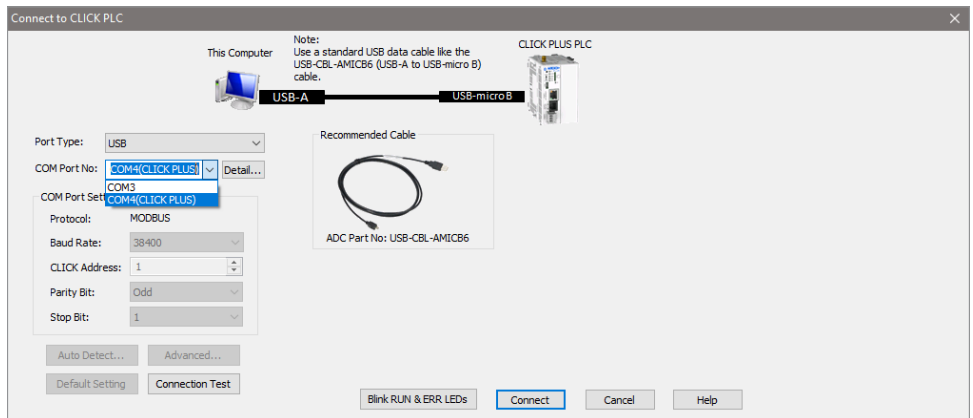 Connect to CLICK PLC
This Computer
Note:
Use a standard USB data cable like the
USB-CBL-AMICB6 (USB-A to USB-micro B)
cable.
CLICK PLUS PLC
USB-A
USB-micro B
Port Type:
USB
COM Port No:
COM4(CLICK PLUS)
Detail...
COM3
COM4(CLICK PLUS)
COM Port Set
Protocol:
MODBUS
Baud Rate:
38400
CLICK Address:
1
Parity Bit:
Odd
Stop Bit:
1
Auto Detect...
Advanced...
Default Setting
Connection Test
Recommended Cable
ADC Part No: USB-CBL-AMICB6
Blink RUN & ERR LEDs
Connect
Cancel
Help